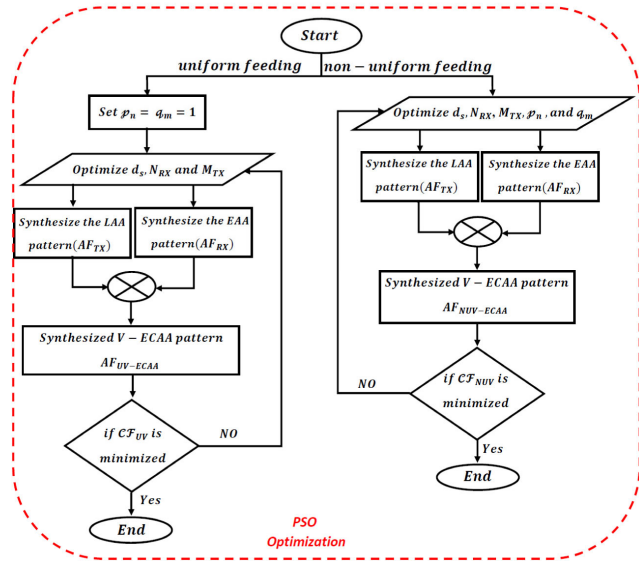 Start
uniform feeding
non − uniform feeding
Set 𝓅n = qm = 1
Optimize ds, NRX and MTX
Synthesize the LAA
pattern(AFTX)
Synthesize the EAA
pattern(AFRX)
Synthesized V − ECAA pattern
AFUV−ECAA
if CℱUV is
minimized
NO
Yes
End
Optimize ds, NRX, MTX, 𝓅n, and qm
Synthesize the LAA
pattern(AFTX)
Synthesize the EAA
pattern(AFRX)
Synthesized V − ECAA pattern
AFNUV−ECAA
if CℱNUV is
minimized
NO
Yes
End
PSO
Optimization